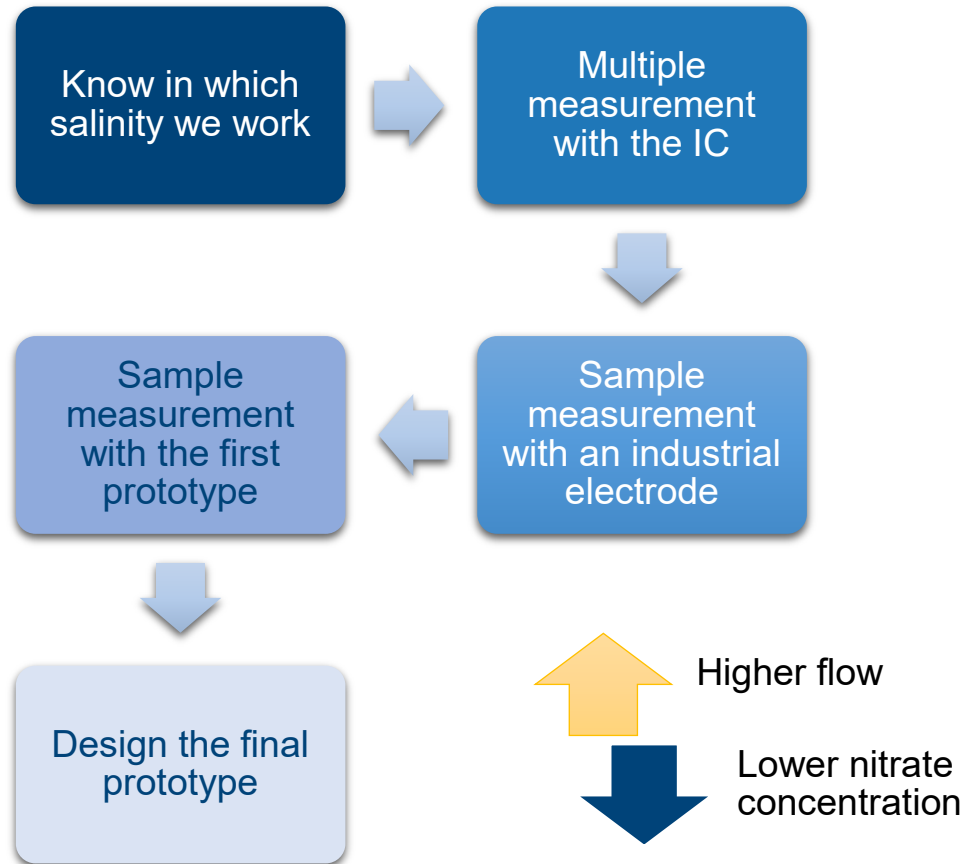 Know in which
salinity we work
Multiple
measurement
with the IC
Sample
measurement
with an industrial
electrode
Sample
measurement
with the first
prototype
Design the final
prototype
Higher flow
Lower nitrate
concentration